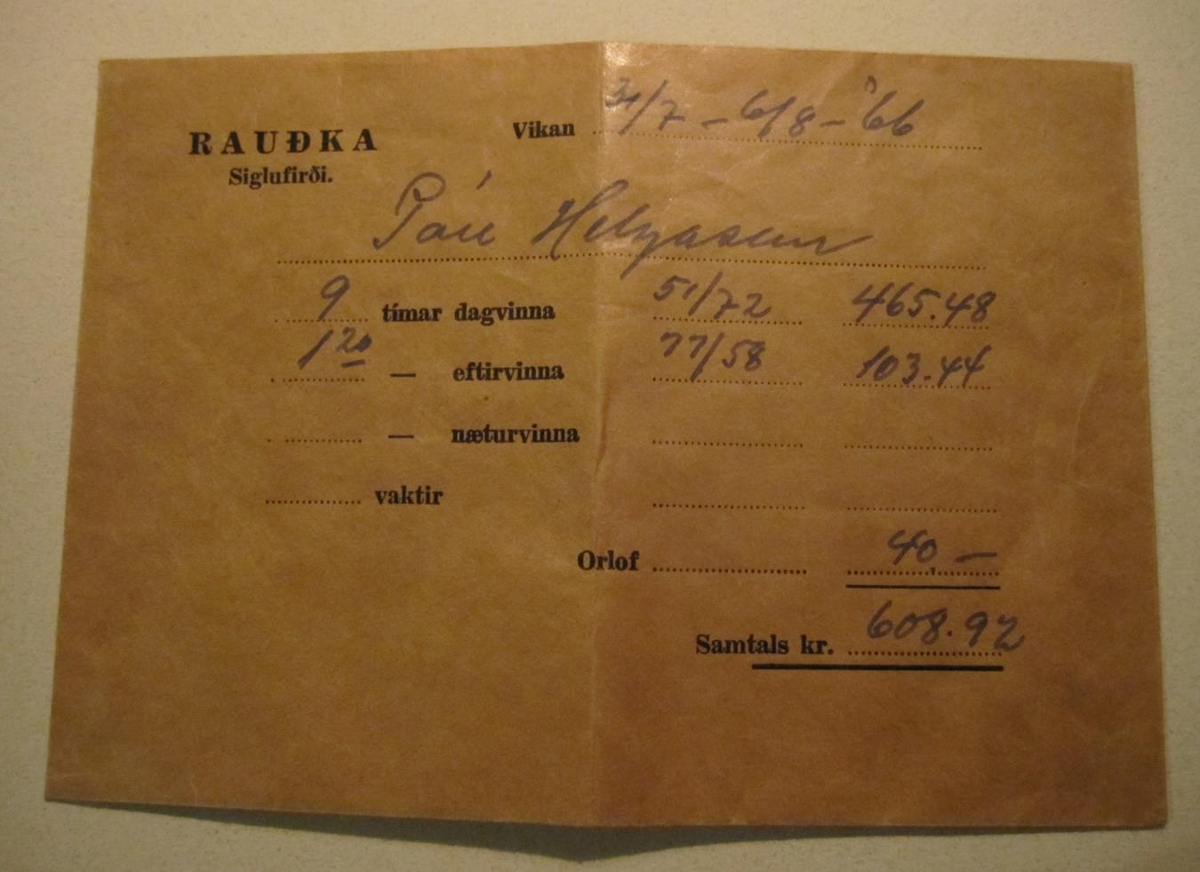 RAUÐKA
Siglufirði.
Vikan 31/7 - 6/8 - '66
Páll Helgason
9 tímar dagvinna 51/72 465.48
1 20 — eftirvinna 77/58 103.44
— næturvinna
vaktir
Orlof 40 —
Samtals kr. 608.92